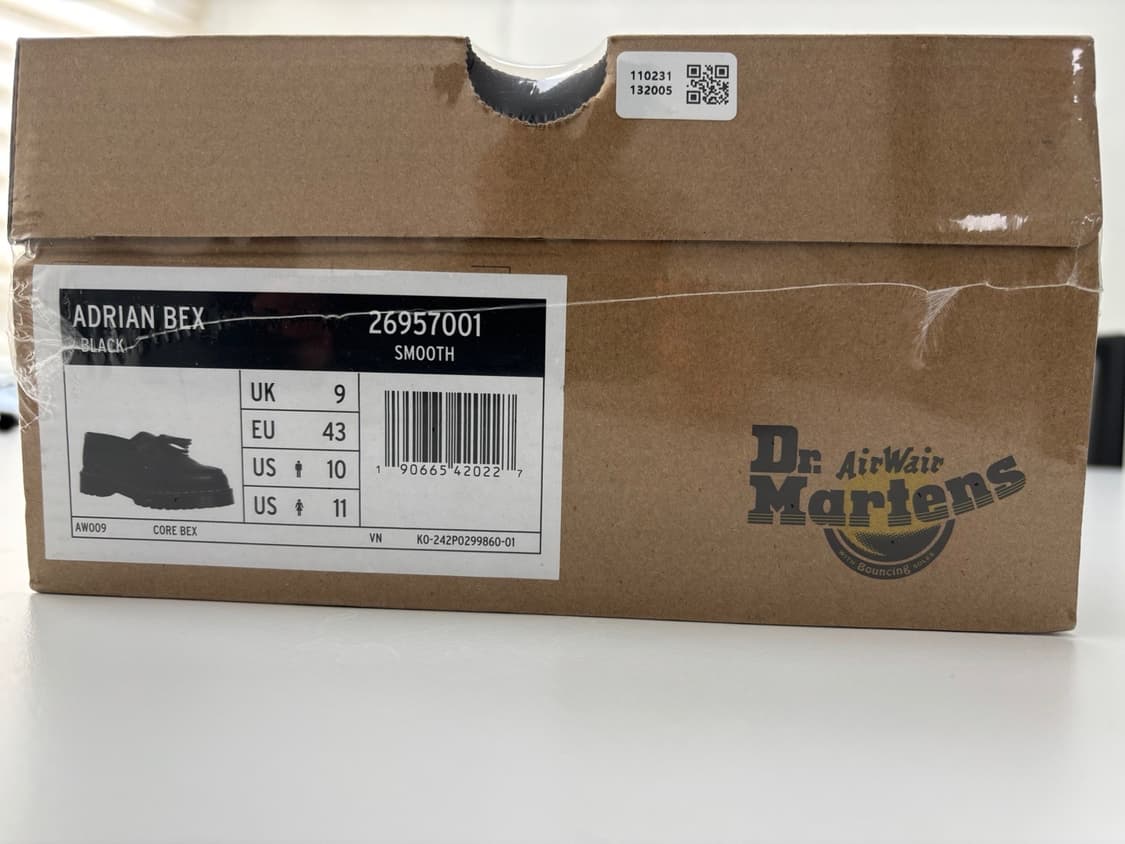 110231
132005
ADRIAN BEX
BLACK
26957001
SMOOTH
UK 9
EU 43
US 10
US 11
1 90665 42022 7
AW009
CORE BEX
VN
KO-242P0299860-01
Dr. Martens
AirWair
WITH Bouncing SOLES